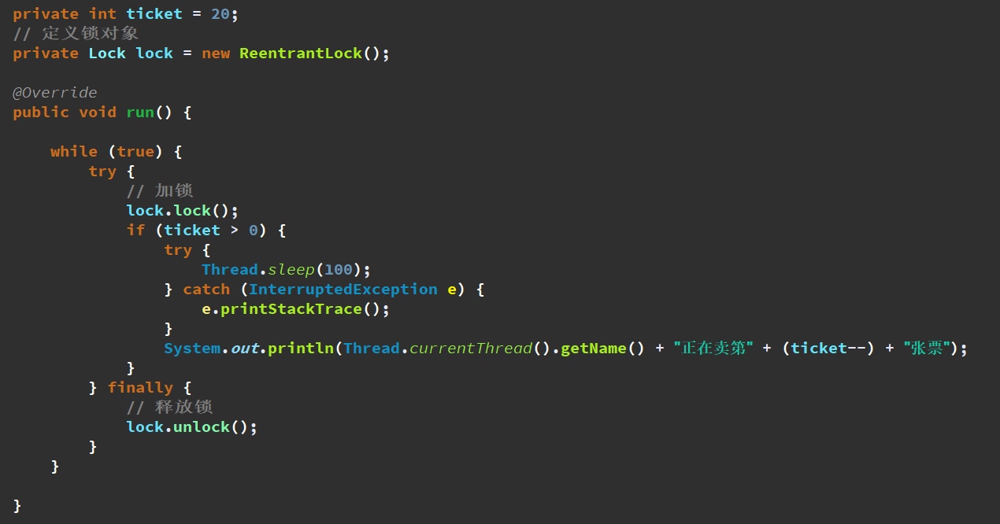 private int ticket = 20;
// 定义锁对象
private Lock lock = new ReentrantLock();
@Override
public void run() {
while (true) {
try {
// 加锁
lock.lock();
if (ticket > 0) {
try {
Thread.sleep(100);
} catch (InterruptedException e) {
e.printStackTrace();
}
System.out.println(Thread.currentThread().getName() + "正在卖第" + (ticket--) + "张票");
}
} finally {
// 释放锁
lock.unlock();
}
}
}